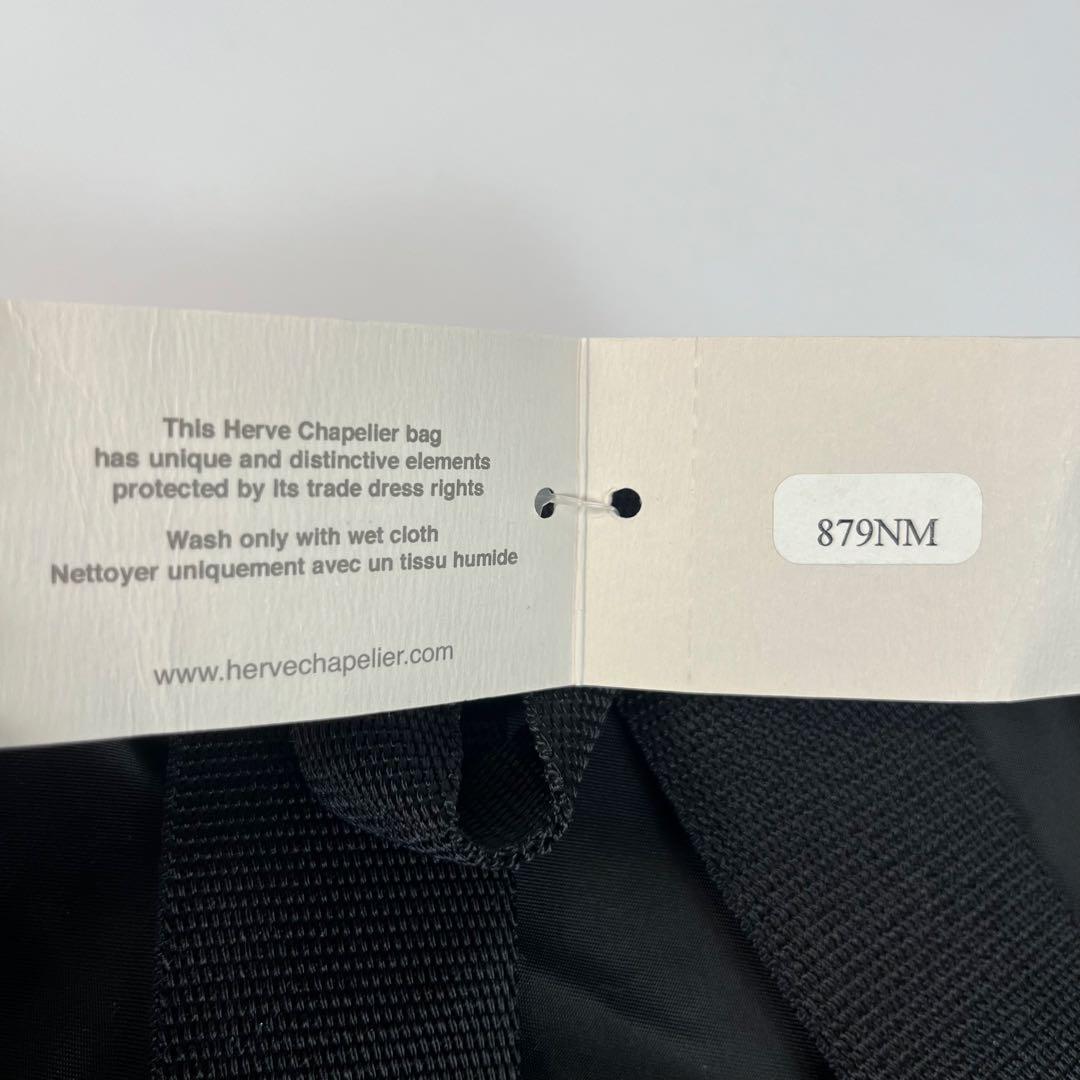 This Herve Chapelier bag
has unique and distinctive elements
protected by its trade dress rights
Wash only with wet cloth
Nettoyer uniquement avec un tissu humide
www.hervechapelier.com
879NM